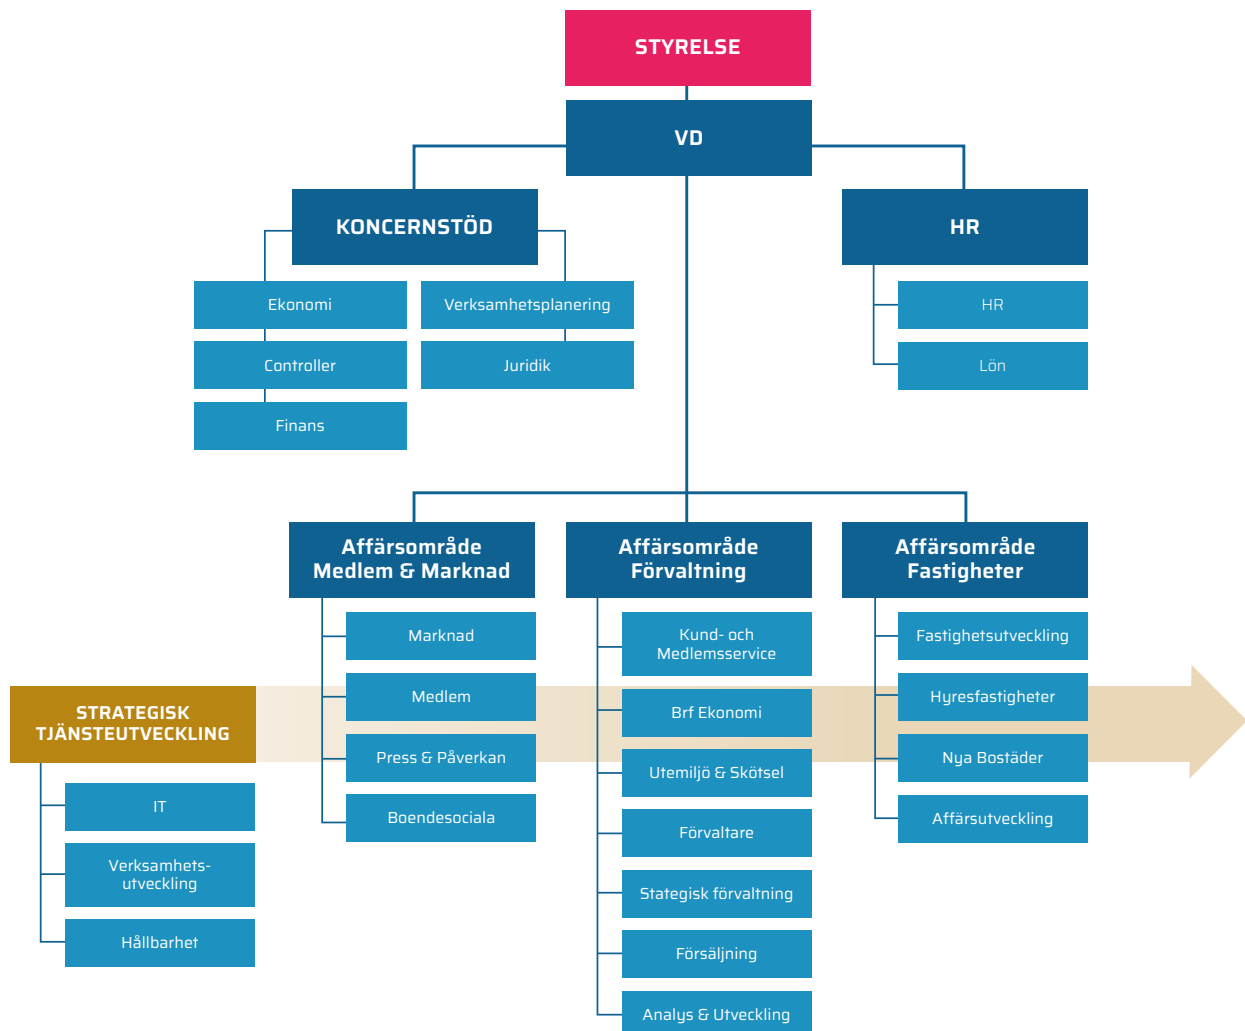 STYRELSE
VD
KONCERNSTÖD
HR
Ekonomi
Verksamhetsplanering
HR
Controller
Juridik
Lön
Finans
Affärsområde
Medlem & Marknad
Affärsområde
Förvaltning
Affärsområde
Fastigheter
Marknad
Medlem
Press & Påverkan
Boendesociala
Kund- och
Medlemsservice
Brf Ekonomi
Utemiljö & Skötsel
Förvaltare
Stategisk förvaltning
Försäljning
Analys & Utveckling
Fastighetsutveckling
Hyresfastigheter
Nya Bostäder
Affärsutveckling
STRATEGISK
TJÄNSTEUTVECKLING
IT
Verksamhets-
utveckling
Hållbarhet